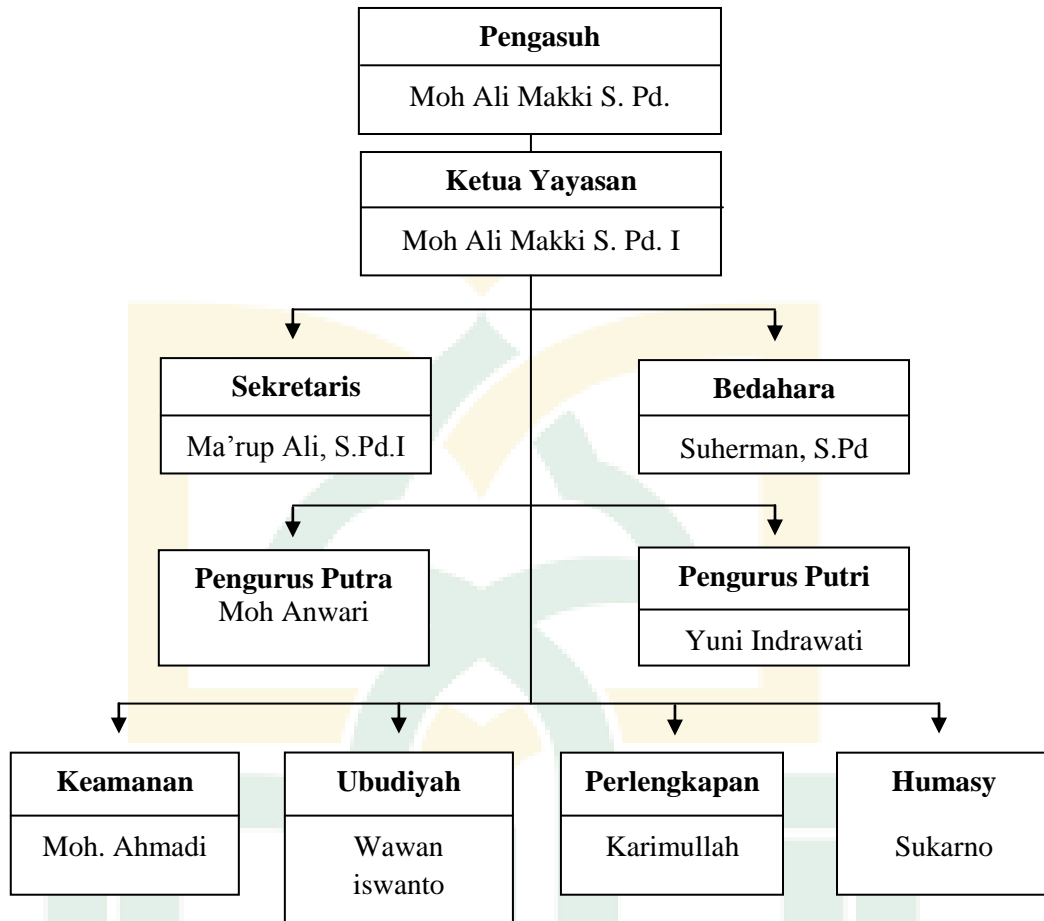 Pengasuh
Moh Ali Makki S. Pd.
Ketua Yayasan
Moh Ali Makki S. Pd. I
Sekretaris
Ma’rup Ali, S.Pd.I
Bedahara
Suherman, S.Pd
Pengurus Putra
Moh Anwari
Pengurus Putri
Yuni Indrawati
Keamanan
Moh. Ahmadi
Ubudiyah
Wawan
iswanto
Perlengkapan
Karimullah
Humasy
Sukarno